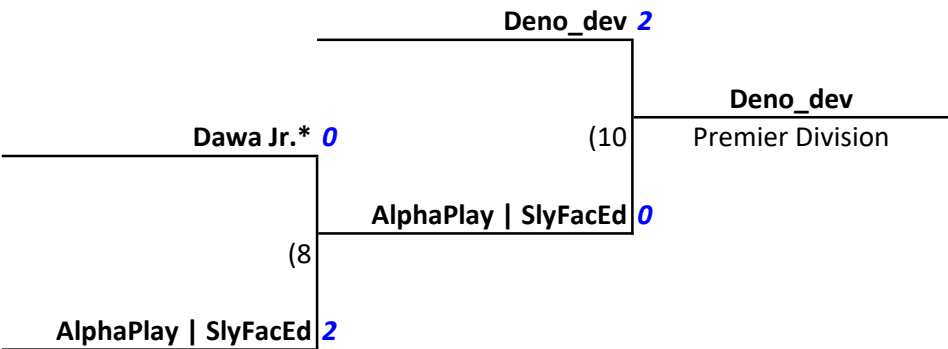 Deno_dev 2
Deno_dev
Dawa Jr.* 0
(10
Premier Division
AlphaPlay | SlyFacEd 0
(8
AlphaPlay | SlyFacEd 2